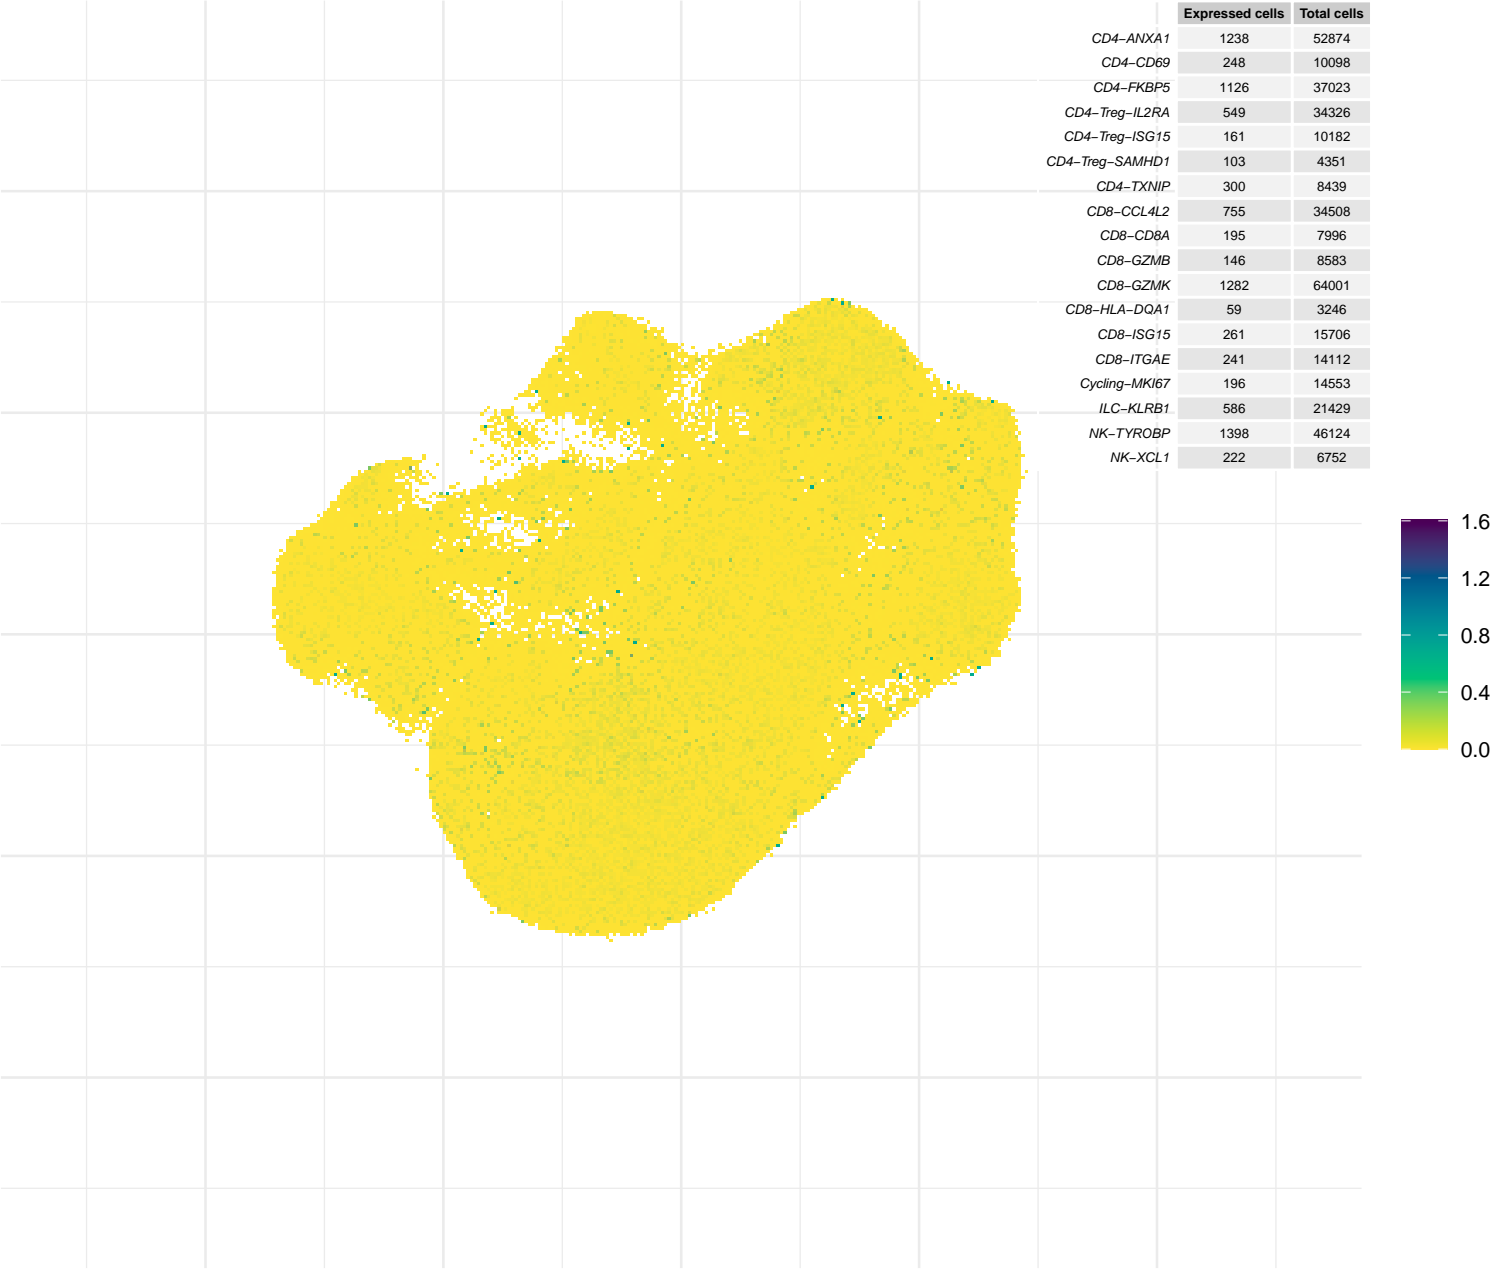 Expressed cells Total cells
CD4−ANXA1 1238 52874
CD4−CD69 248 10098
CD4−FKBP5 1126 37023
CD4−Treg−IL2RA 549 34326
CD4−Treg−ISG15 161 10182
CD4−Treg−SAMHD1 103 4351
CD4−TXNIP 300 8439
CD8−CCL4L2 755 34508
CD8−CD8A 195 7996
CD8−GZMB 146 8583
CD8−GZMK 1282 64001
CD8−HLA−DQA1 59 3246
CD8−ISG15 261 15706
CD8−ITGAE 241 14112
Cycling−MKI67 196 14553
ILC−KLRB1 586 21429
NK−TYROBP 1398 46124
NK−XCL1 222 6752
1.6
1.2
0.8
0.4
0.0